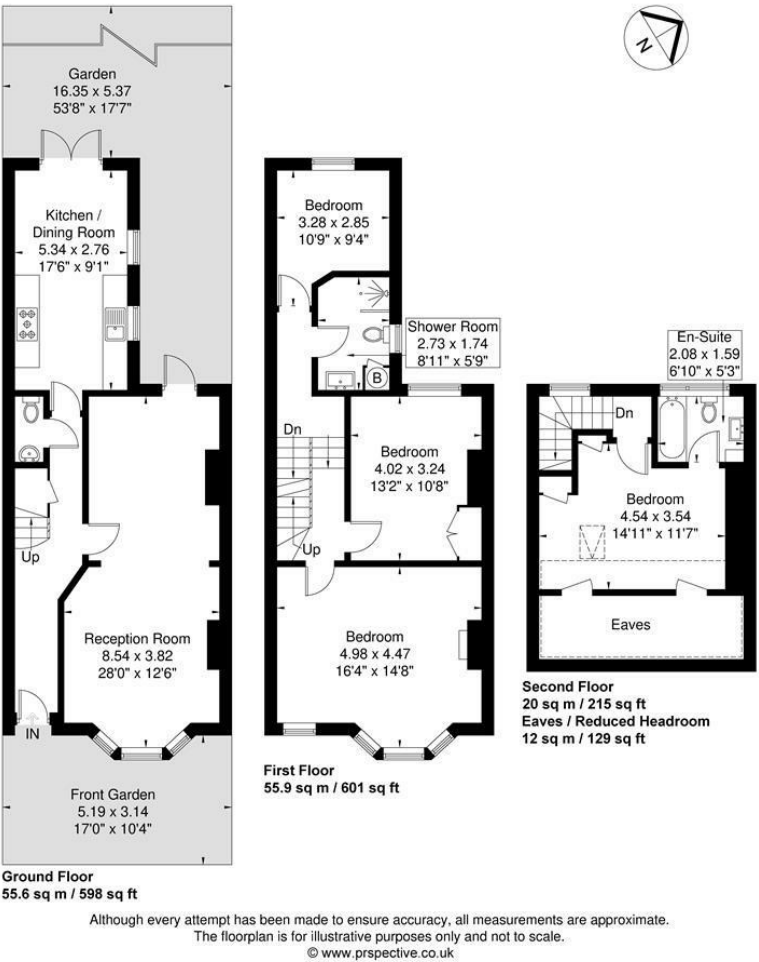 N
Garden
16.35 x 5.37
53'8" x 17'7"
Kitchen /
Dining Room
5.34 x 2.76
17'6" x 9'1"
Up
Reception Room
8.54 x 3.82
28'0" x 12'6"
IN
Front Garden
5.19 x 3.14
17'0" x 10'4"
Ground Floor
55.6 sq m / 598 sq ft
Bedroom
3.28 x 2.85
10'9" x 9'4"
Shower Room
2.73 x 1.74
8'11" x 5'9"
B
Dn
Bedroom
4.02 x 3.24
13'2" x 10'8"
Up
Bedroom
4.98 x 4.47
16'4" x 14'8"
First Floor
55.9 sq m / 601 sq ft
En-Suite
2.08 x 1.59
6'10" x 5'3"
Dn
Bedroom
4.54 x 3.54
14'11" x 11'7"
Eaves
Second Floor
20 sq m / 215 sq ft
Eaves / Reduced Headroom
12 sq m / 129 sq ft
Although every attempt has been made to ensure accuracy, all measurements are approximate.
The floorplan is for illustrative purposes only and not to scale.
© www.prspective.co.uk